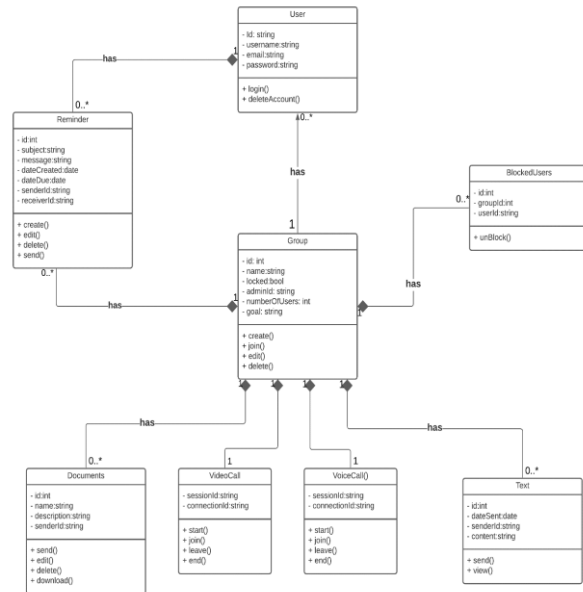 User
- Id: string
- username:string
- email:string
- password:string
+ login()
+ deleteAccount()
1
has
0..*
0..*
has
1
Reminder
- id:int
- subject:string
- message:string
- dateCreated:date
- dateDue:date
- senderId:string
- receiverId:string
+ create()
+ edit()
+ delete()
+ send()
0..*
has
1
BlockedUsers
- id:int
- groupId:int
- userId:string
+ unBlock()
0..*
has
1
Group
- id: int
- name:string
- locked:bool
- adminId: string
- numberOfUsers: int
- goal: string
+ create()
+ join()
+ edit()
+ delete()
1
1
1
1
has
has
0..*
1
1
0..*
Documents
- id:int
- name:string
- description:string
- senderId:string
+ send()
+ edit()
+ delete()
+ download()
VideoCall
- sessionId:string
- connectionId:string
+ start()
+ join()
+ leave()
+ end()
VoiceCall()
- sessionId:string
- connectionId:string
+ start()
+ join()
+ leave()
+ end()
Text
- id:int
- dateSent:date
- senderId:string
- content:string
+ send()
+ view()